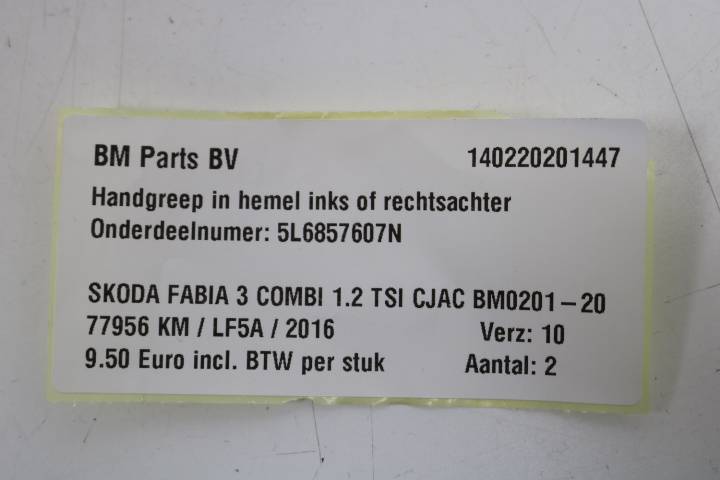 BM Parts BV 140220201447
Handgreep in hemel inks of rechtsachter
Onderdeelnumer: 5L6857607N
SKODA FABIA 3 COMBI 1.2 TSI CJAC BM0201-20
77956 KM / LF5A / 2016 Verz: 10
9.50 Euro incl. BTW per stuk Aantal: 2